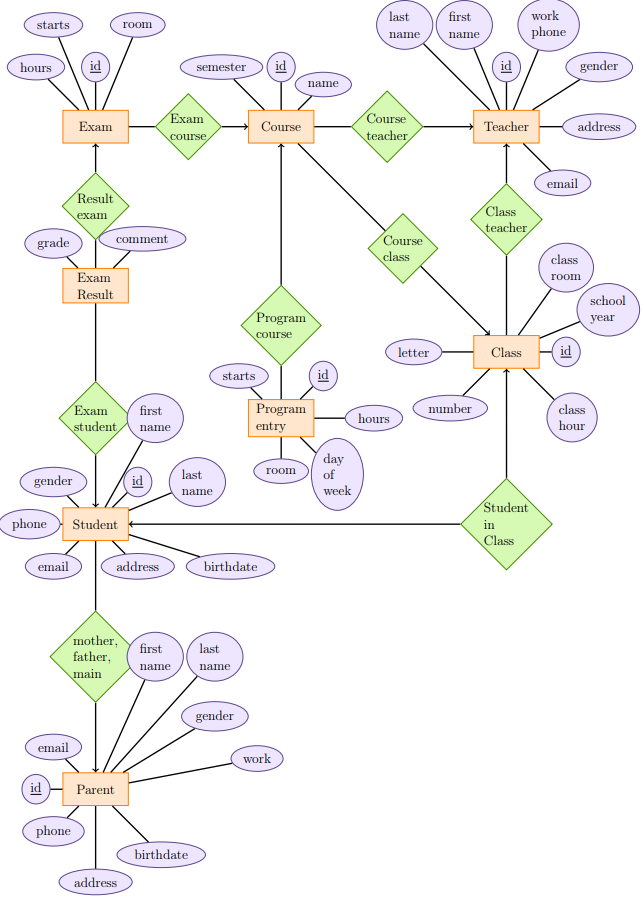 starts
room
last
name
first
name
work
phone
hours
id
semester
id
name
id
gender
Exam
Exam
course
Course
Course
teacher
Teacher
address
email
Result
exam
Class
teacher
grade
comment
Course
class
class
room
Exam
Result
school
year
Program
course
letter
Class
id
starts
id
number
class
hour
Exam
student
first
name
Program
entry
hours
room
day
of
week
gender
id
last
name
phone
Student
Student
in
Class
email
address
birthdate
mother,
father,
main
first
name
last
name
gender
email
work
id
Parent
phone
birthdate
address